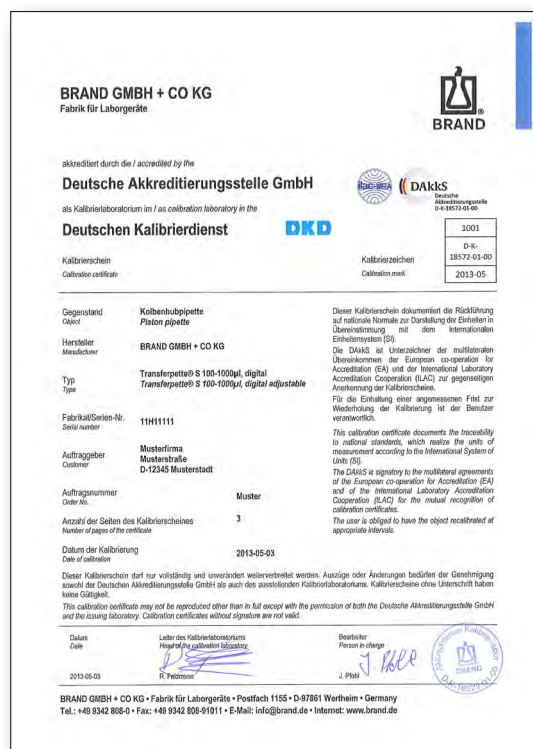 BRAND GMBH + CO KG
Fabrik für Laborgeräte
BRAND®
akkreditiert durch die / accredited by the
Deutsche Akkreditierungsstelle GmbH
ilac-MRA
DAkkS
Deutsche
Akkreditierungsstelle
D-K-18572-01-00
als Kalibrierlaboratorium im / as calibration laboratory in the
Deutschen Kalibrierdienst
DKD
Kalibrierschein
Calibration certificate
Kalibrierzeichen
Calibration mark
1001
D-K-
18572-01-00
2013-05
Gegenstand
Object
Kolbenhubpipette
Piston pipette
Hersteller
Manufacturer
BRAND GMBH + CO KG
Typ
Type
Transferpette® S 100-1000µl, digital
Transferpette® S 100-1000µl, digital adjustable
Fabrikat/Serien-Nr.
Serial number
11H11111
Auftraggeber
Customer
Musterfirma
Musterstraße
D-12345 Musterstadt
Auftragsnummer
Order No.
Muster
Anzahl der Seiten des Kalibrierscheines
Number of pages of the certificate
3
Datum der Kalibrierung
Date of calibration
2013-05-03
Dieser Kalibrierschein dokumentiert die Rückführung
auf nationale Normale zur Darstellung der Einheiten in
Übereinstimmung mit dem Internationalen
Einheitensystem (SI).
Die DAkkS ist Unterzeichner der multilateralen
Übereinkommen der European co-operation for
Accreditation (EA) und der International Laboratory
Accreditation Cooperation (ILAC) zur gegenseitigen
Anerkennung der Kalibrierscheine.
Für die Einhaltung einer angemessenen Frist zur
Wiederholung der Kalibrierung ist der Benutzer
verantwortlich.
This calibration certificate documents the traceability
to national standards, which realize the units of
measurement according to the International System of
Units (SI).
The DAkkS is signatory to the multilateral agreements
of the European co-operation for Accreditation (EA)
and of the International Laboratory Accreditation
Cooperation (ILAC) for the mutual recognition of
calibration certificates.
The user is obliged to have the object recalibrated at
appropriate intervals.
Dieser Kalibrierschein darf nur vollständig und unverändert weiterverbreitet werden. Auszüge oder Änderungen bedürfen der Genehmigung
sowohl der Deutschen Akkreditierungsstelle GmbH als auch des ausstellenden Kalibrierlaboratoriums. Kalibrierscheine ohne Unterschrift haben
keine Gültigkeit.
This calibration certificate may not be reproduced other than in full except with the permission of both the Deutsche Akkreditierungsstelle GmbH
and the issuing laboratory. Calibration certificates without signature are not valid.
Datum
Date
2013-05-03
Leiter des Kalibrierlaboratoriums
Head of the calibration laboratory
R. Feldmann
Bearbeiter
Person in charge
J. Pfohl
BRAND
D-K-18572-01-00
BRAND GMBH + CO KG • Fabrik für Laborgeräte • Postfach 1155 • D-97861 Wertheim • Germany
Tel.: +49 9342 808-0 • Fax: +49 9342 808-91011 • E-Mail: info@brand.de • Internet: www.brand.de